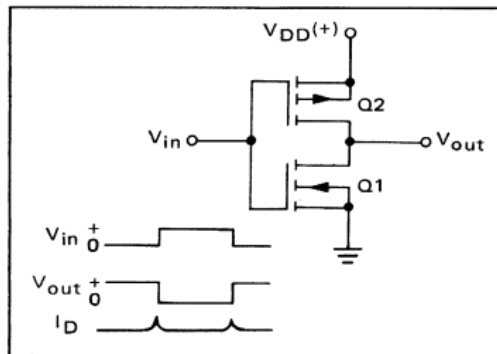 VDD(+)
Q2
Vin
Vout
Q1
Vin + 0
Vout + 0
ID